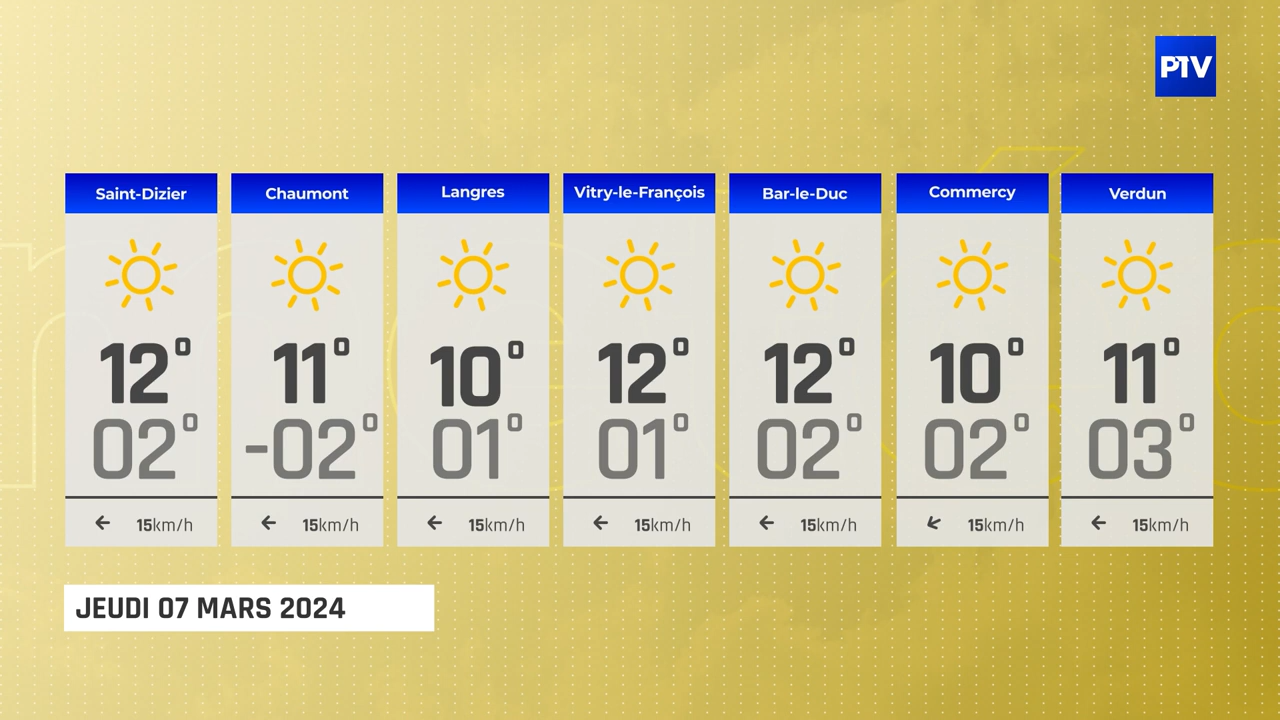 PTV
Saint-Dizier
12°
02°
15km/h
Chaumont
11°
-02°
15km/h
Langres
10°
01°
15km/h
Vitry-le-François
12°
01°
15km/h
Bar-le-Duc
12°
02°
15km/h
Commercy
10°
02°
15km/h
Verdun
11°
03°
15km/h
JEUDI 07 MARS 2024